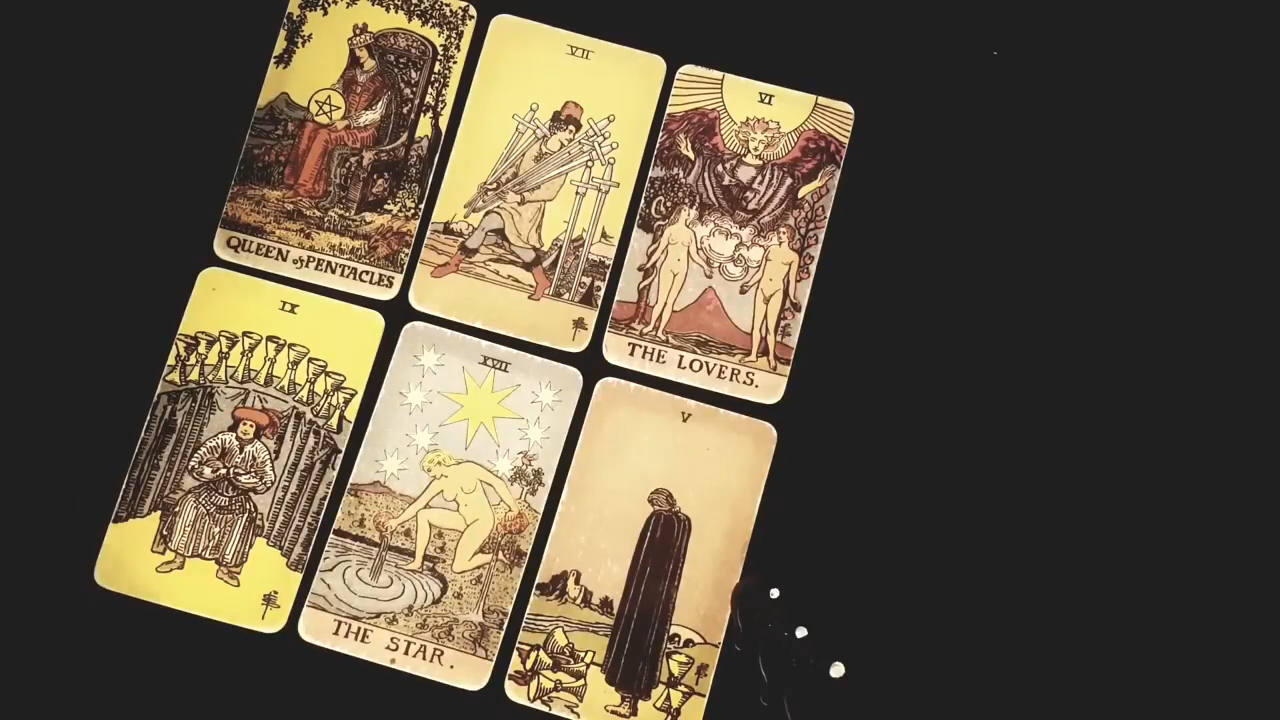 QUEEN of PENTACLES
VII
VI
THE LOVERS.
IX
XVII
THE STAR.
V